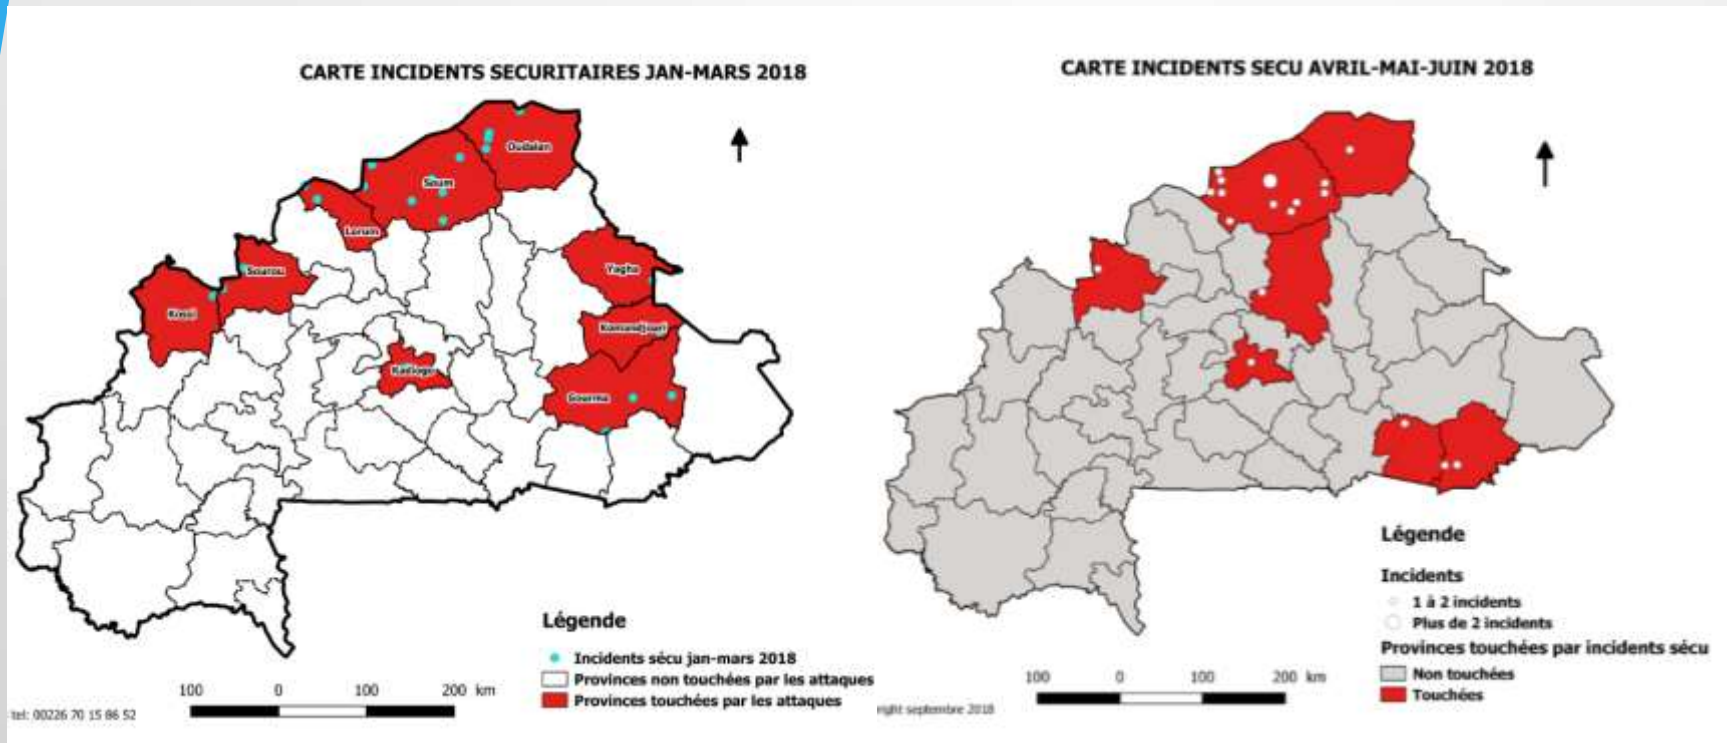 CARTE INCIDENTS SECURITAIRES JAN-MARS 2018
Oudalan
Soum
Lorum
Sourou
Yagha
Kossi
Komandjoari
Kadiogo
Gourma
Légende
Incidents sécu jan-mars 2018
Provinces non touchées par les attaques
Provinces touchées par les attaques
100 0 100 200 km
tel: 00226 70 15 86 52
CARTE INCIDENTS SECU AVRIL-MAI-JUIN 2018
Légende
Incidents
1 à 2 incidents
Plus de 2 incidents
Provinces touchées par incidents sécu
Non touchées
Touchées
100 0 100 200 km
right septembre 2018